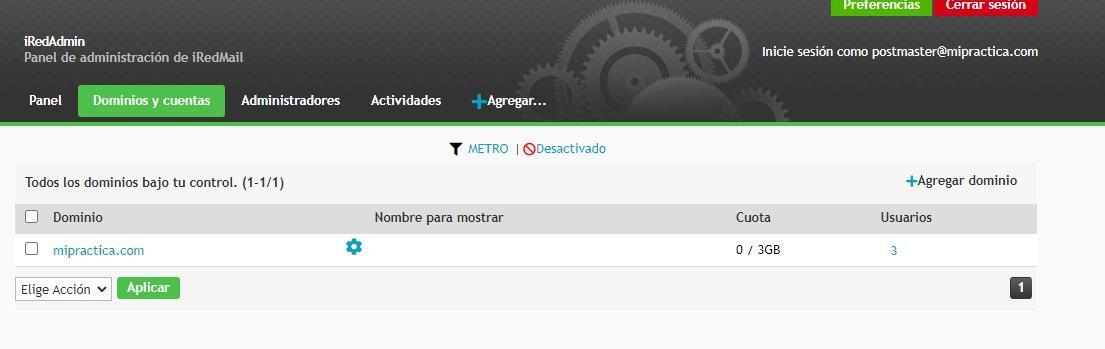 Preferencias Cerrar sesión
iRedAdmin
Panel de administración de iRedMail
Inicie sesión como postmaster@mipractica.com
Panel Dominios y cuentas Administradores Actividades +Agregar...
METRO | Desactivado
Todos los dominios bajo tu control. (1-1/1) +Agregar dominio
Dominio Nombre para mostrar Cuota Usuarios
mipractica.com 0 / 3GB 3
Elige Acción Aplicar 1